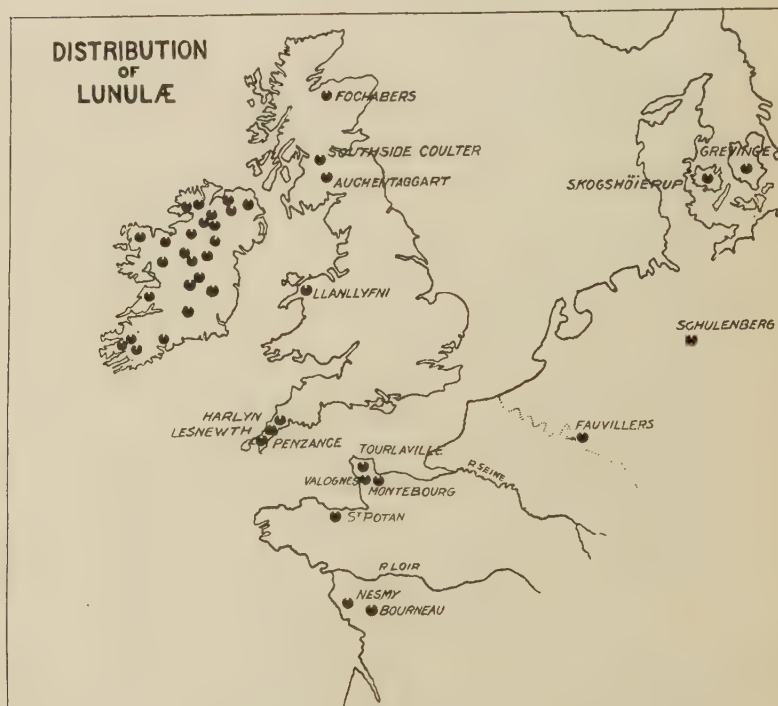 DISTRIBUTION
OF
LUNULÆ
FOCHABERS
SOUTHSIDE COULTER
AUCHENTAGGART
GREVINGE
SKOGSHÖIERUP
LLANLLYFNI
SCHULENBERG
HARLYN
LESNEWTH
PENZANCE
FAUVILLERS
TOURLAVILLE
VALOGNES
MONTEBOURG
R. SEINE
Sᵀ POTAN
R. LOIR
NESMY
BOURNEAU